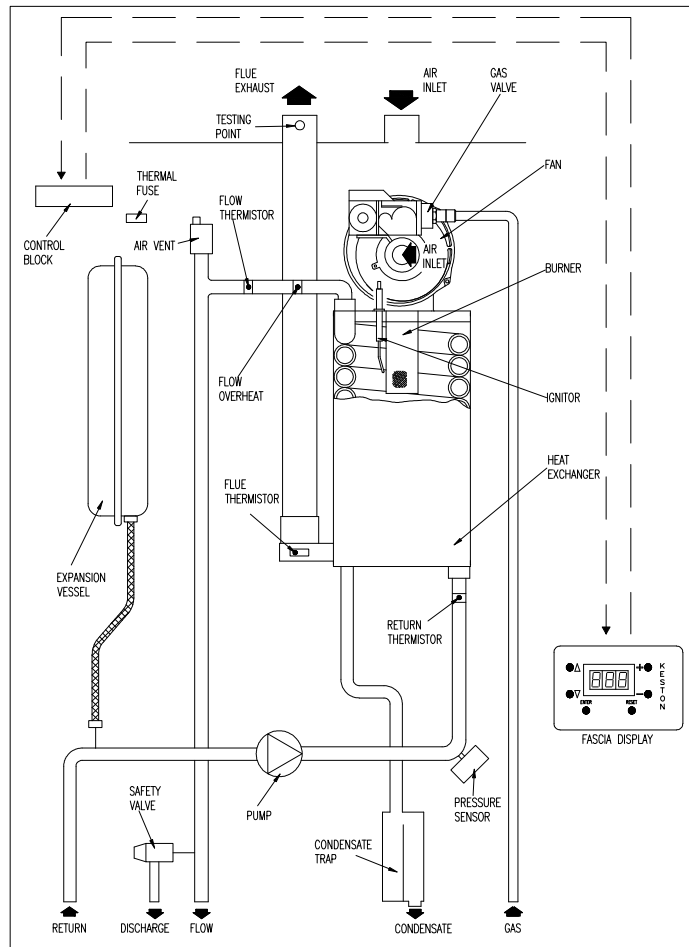 FLUE
EXHAUST
AIR
INLET
GAS
VALVE
TESTING
POINT
FAN
THERMAL
FUSE
FLOW
THERMISTOR
CONTROL
BLOCK
AIR VENT
AIR
INLET
BURNER
FLOW
OVERHEAT
IGNITOR
HEAT
EXCHANGER
FLUE
THERMISTOR
EXPANSION
VESSEL
RETURN
THERMISTOR
888
KESTON
ENTER
RESET
FASCIA DISPLAY
SAFETY
VALVE
PUMP
PRESSURE
SENSOR
CONDENSATE
TRAP
RETURN
DISCHARGE
FLOW
CONDENSATE
GAS